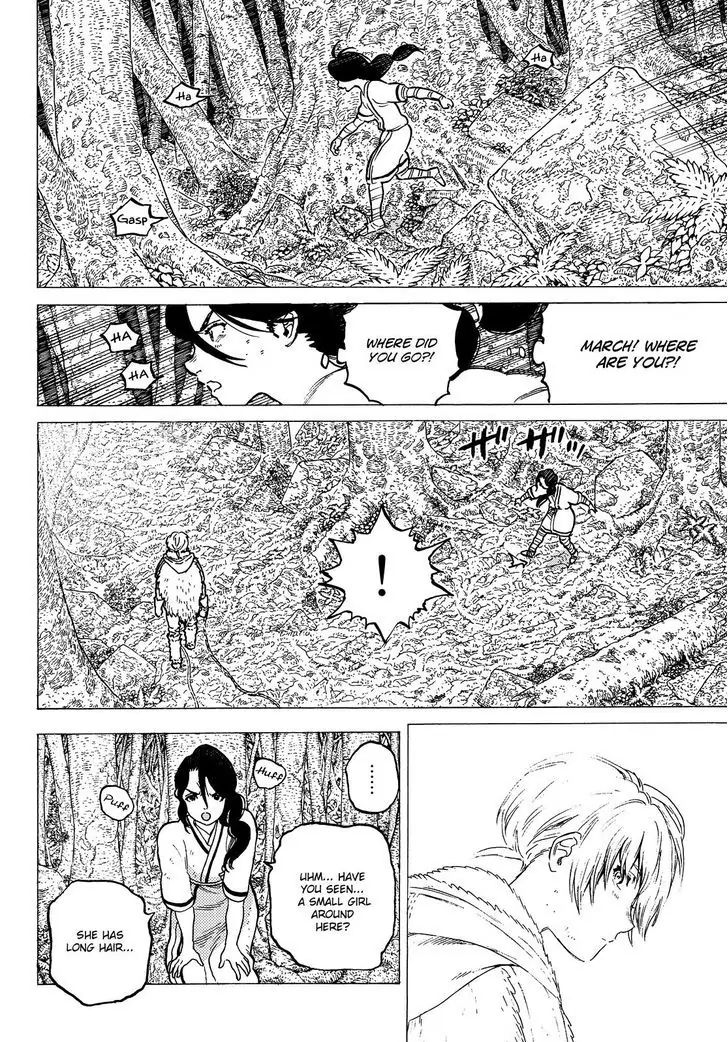 Ha
Ha
Gasp
MARCH! WHERE
ARE YOU?!
WHERE DID
YOU GO?!
HA
HA
ザザッ
!
......
Huff
UHM... HAVE
YOU SEEN...
A SMALL GIRL
AROUND
HERE?
Puff
SHE HAS
LONG HAIR...